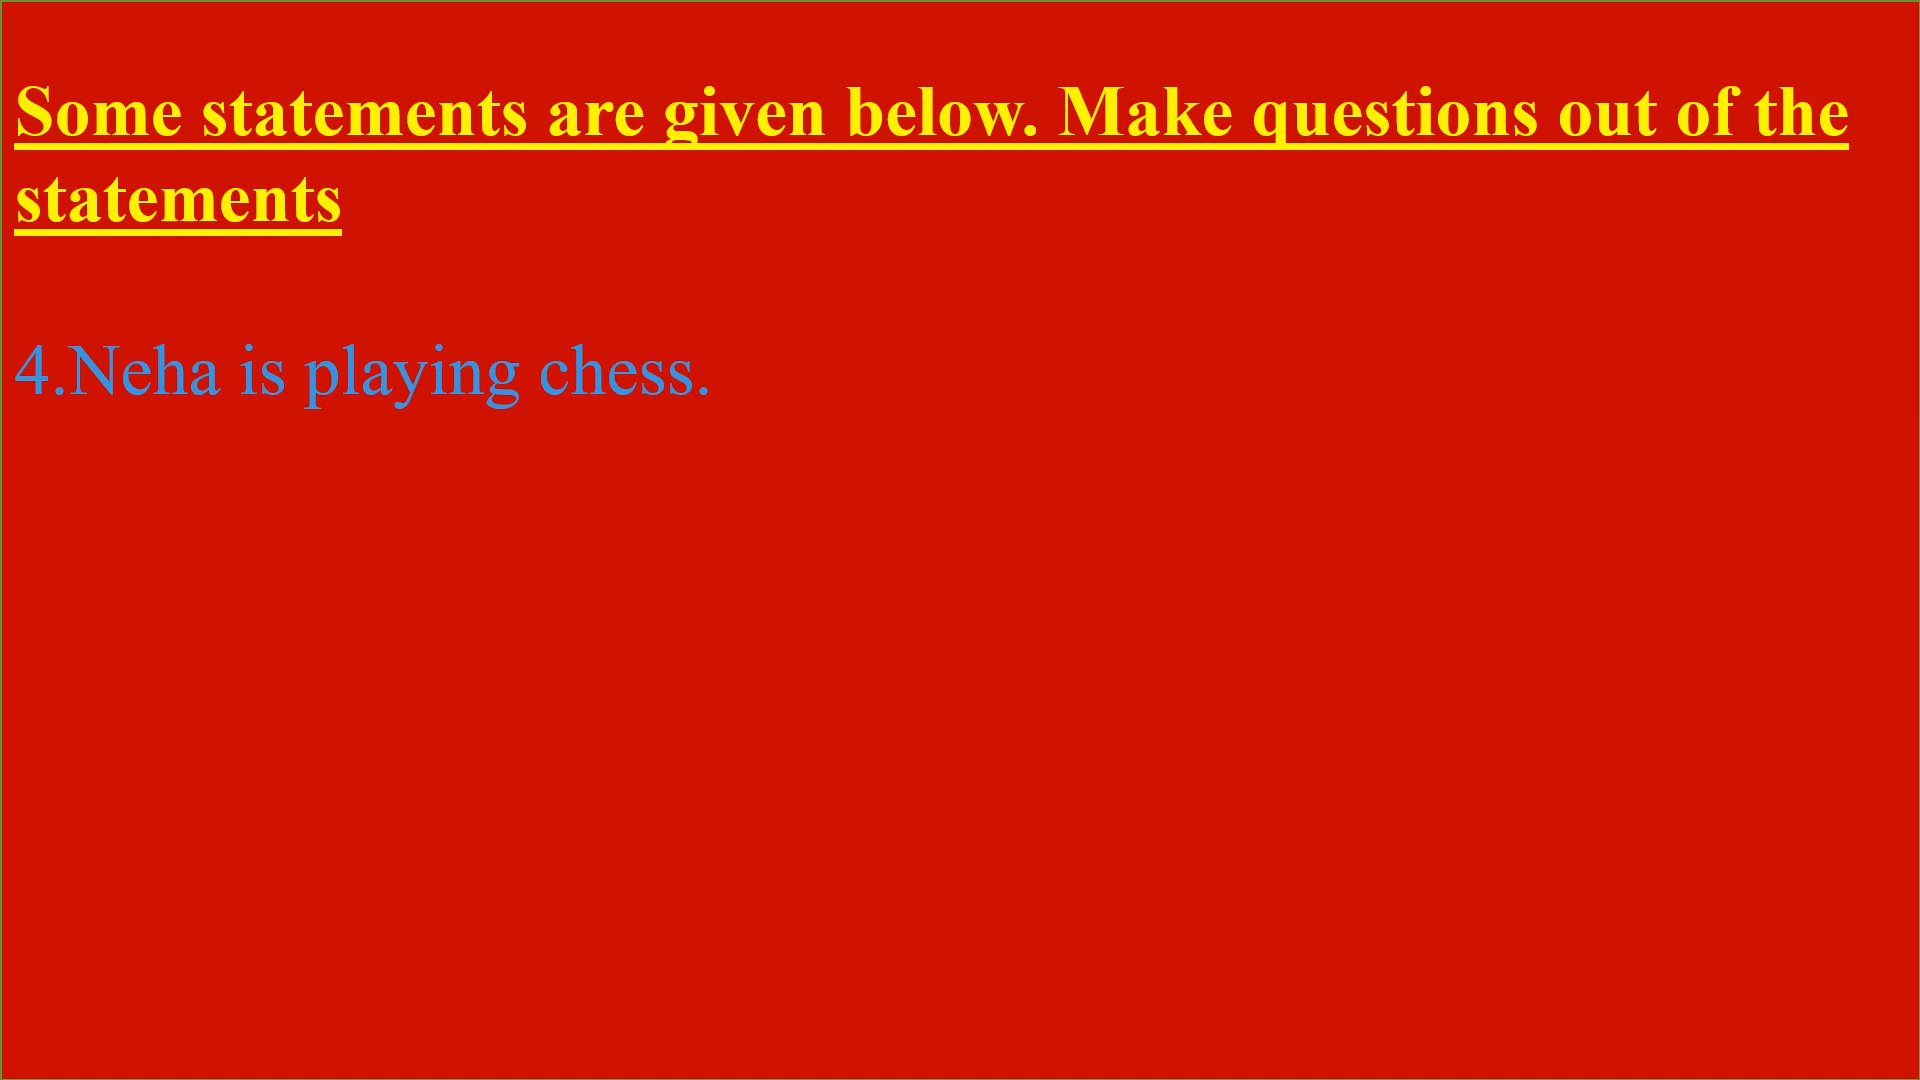 Some statements are given below. Make questions out of the
statements
4.Neha is playing chess.